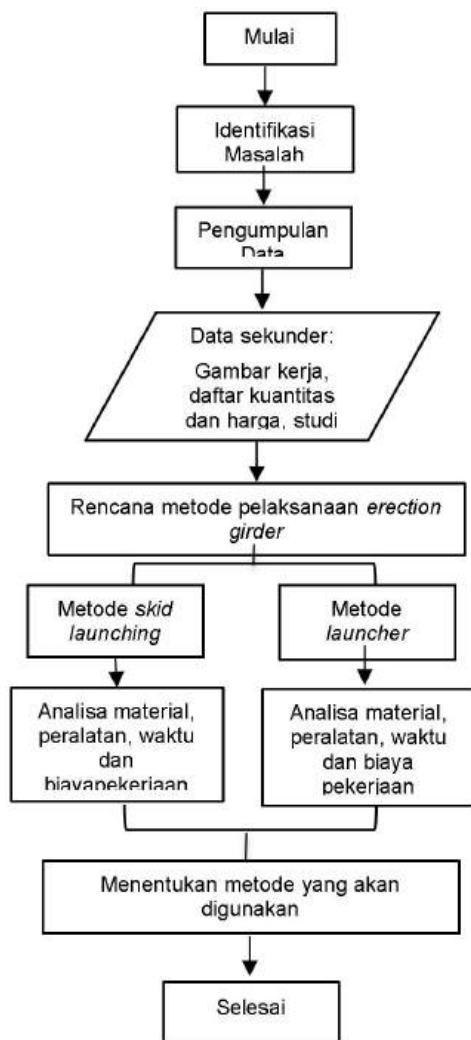 Mulai
Identifikasi
Masalah
Pengumpulan
Data
Data sekunder:
Gambar kerja,
daftar kuantitas
dan harga, studi
Rencana metode pelaksanaan erection
girder
Metode skid
launching
Metode
launcher
Analisa material,
peralatan, waktu
dan
biayapekerjaan
Analisa material,
peralatan, waktu
dan biaya
pekerjaan
Menentukan metode yang akan
digunakan
Selesai